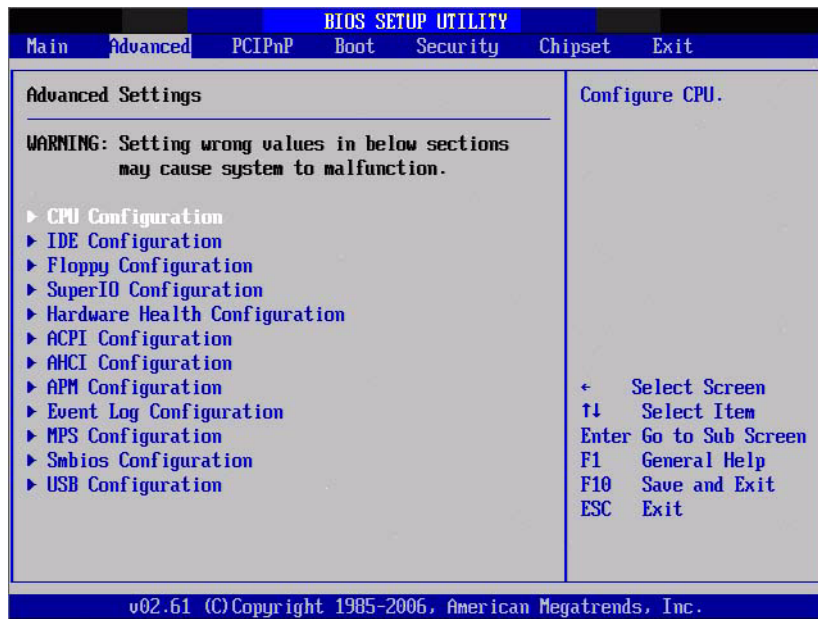 BIOS SETUP UTILITY
Main Advanced PCIPnP Boot Security Chipset Exit
Advanced Settings
WARNING: Setting wrong values in below sections
may cause system to malfunction.
▶ CPU Configuration
▶ IDE Configuration
▶ Floppy Configuration
▶ SuperIO Configuration
▶ Hardware Health Configuration
▶ ACPI Configuration
▶ AHCI Configuration
▶ APM Configuration
▶ Event Log Configuration
▶ MPS Configuration
▶ Smbios Configuration
▶ USB Configuration
Configure CPU.
← Select Screen
↑↓ Select Item
Enter Go to Sub Screen
F1 General Help
F10 Save and Exit
ESC Exit
v02.61 (C)Copyright 1985-2006, American Megatrends, Inc.